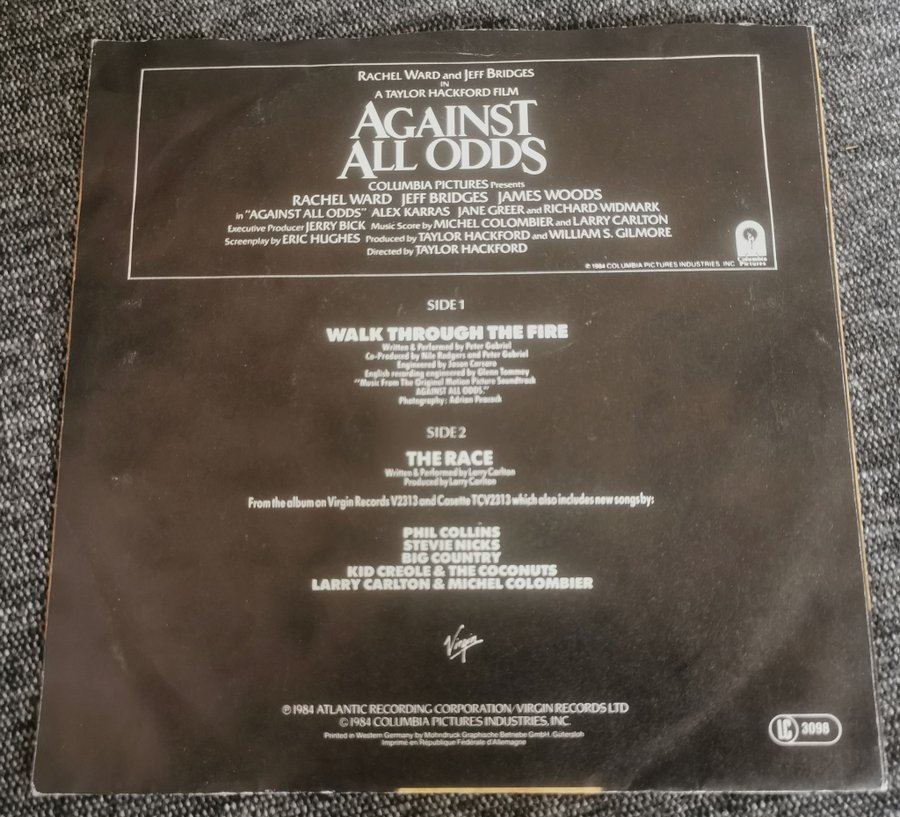 RACHEL WARD and JEFF BRIDGES
IN
A TAYLOR HACKFORD FILM
AGAINST
ALL ODDS
COLUMBIA PICTURES Presents
RACHEL WARD JEFF BRIDGES JAMES WOODS
in "AGAINST ALL ODDS" ALEX KARRAS JANE GREER and RICHARD WIDMARK
Executive Producer JERRY BICK Music Score by MICHEL COLOMBIER and LARRY CARLTON
Screenplay by ERIC HUGHES Produced by TAYLOR HACKFORD and WILLIAM S. GILMORE
Directed by TAYLOR HACKFORD
Columbia
Pictures
© 1984 COLUMBIA PICTURES INDUSTRIES, INC.
SIDE 1
WALK THROUGH THE FIRE
Written & Performed by Peter Gabriel
Co-Produced by Nile Rodgers and Peter Gabriel
Engineered by Jason Corsaro
English recording engineered by Glenn Tommey
"Music From The Original Motion Picture Soundtrack
AGAINST ALL ODDS."
Photography: Adrian Peacock
SIDE 2
THE RACE
Written & Performed by Larry Carlton
Produced by Larry Carlton
From the album on Virgin Records V2313 and Casette TCV2313 which also includes new songs by:
PHIL COLLINS
STEVIE NICKS
BIG COUNTRY
KID CREOLE & THE COCONUTS
LARRY CARLTON & MICHEL COLOMBIER
Virgin
℗ 1984 ATLANTIC RECORDING CORPORATION/VIRGIN RECORDS LTD
© 1984 COLUMBIA PICTURES INDUSTRIES, INC.
LC 3098
Printed in Western Germany by Mohndruck Graphische Betriebe GmbH, Gütersloh
Imprimé en République Fédérale d'Allemagne